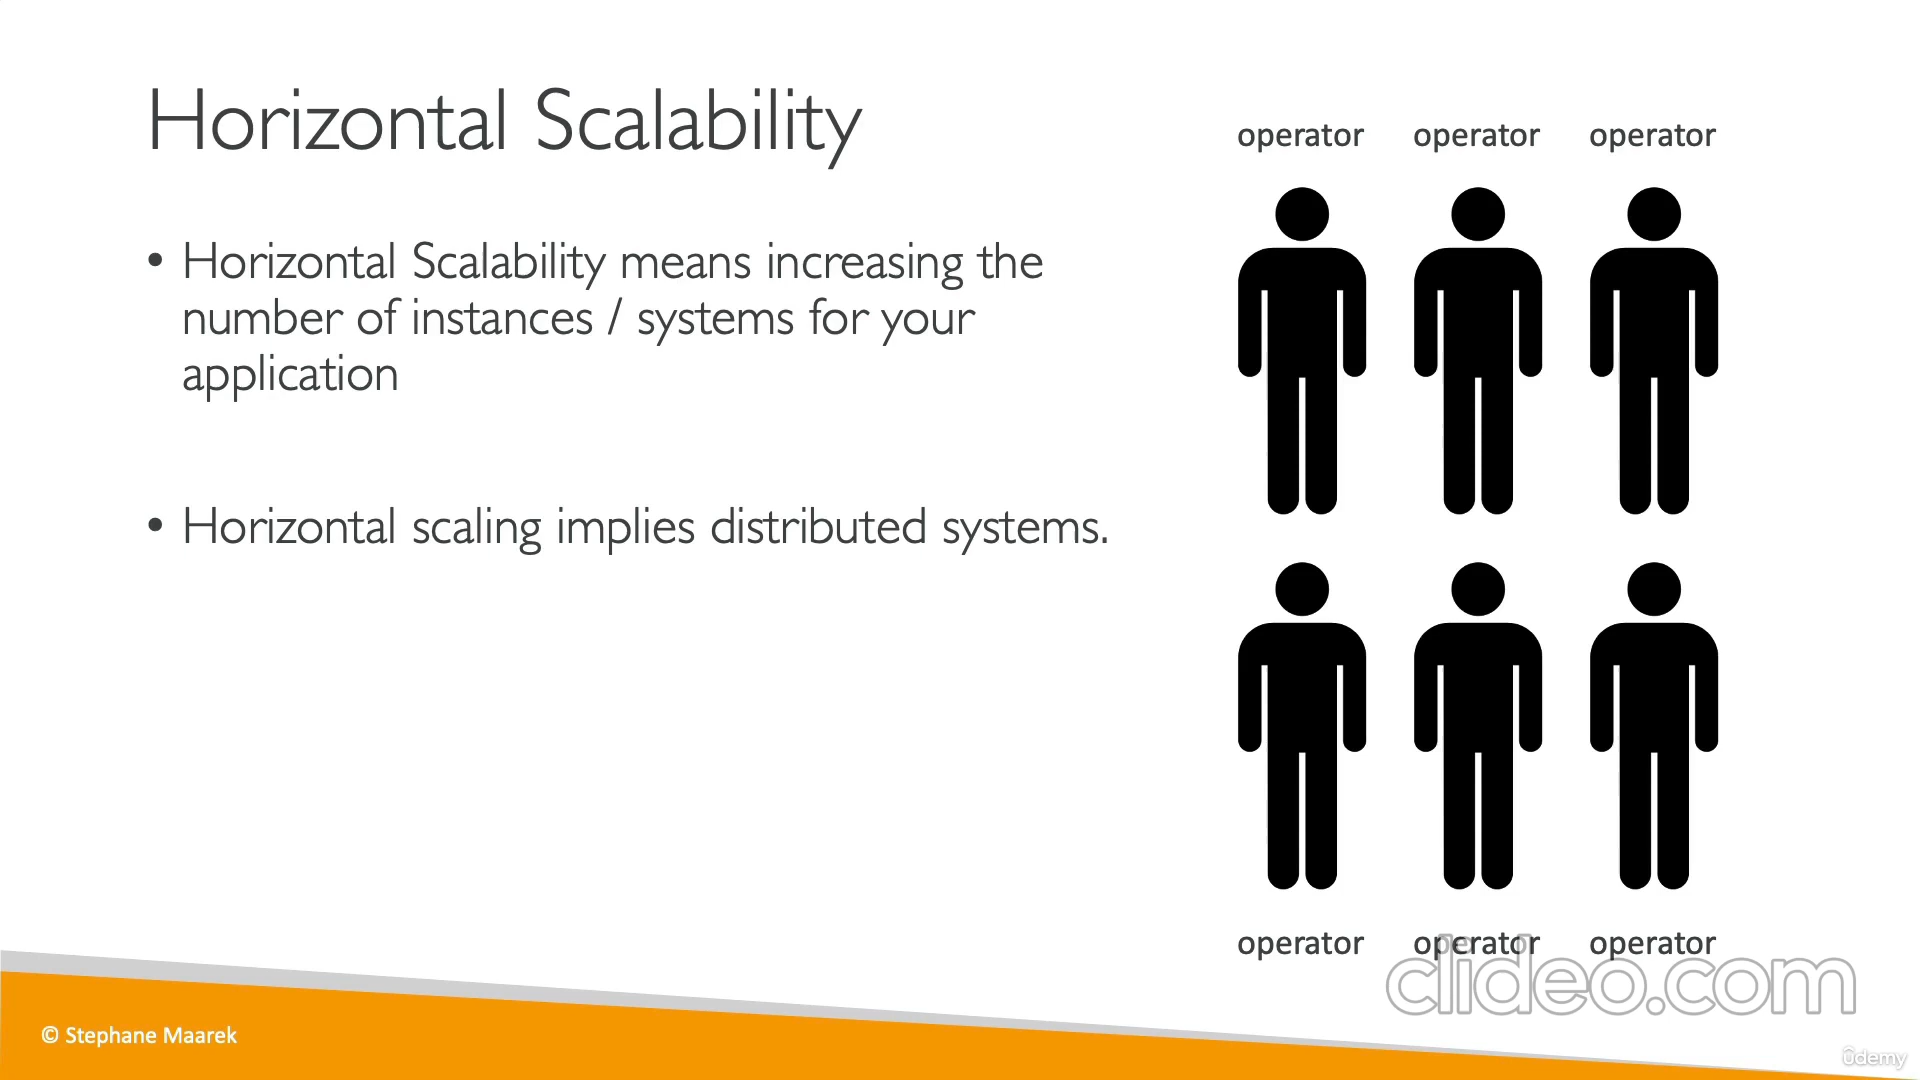 Horizontal Scalability
• Horizontal Scalability means increasing the
number of instances / systems for your
application
• Horizontal scaling implies distributed systems.
operator operator operator
operator operator operator
clideo.com
© Stephane Maarek
ûdemy